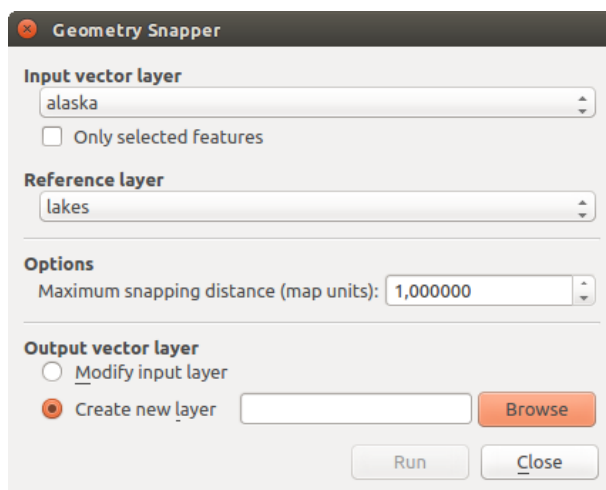 Geometry Snapper
Input vector layer
alaska
Only selected features
Reference layer
lakes
Options
Maximum snapping distance (map units): 1,000000
Output vector layer
Modify input layer
Create new layer Browse
Run Close